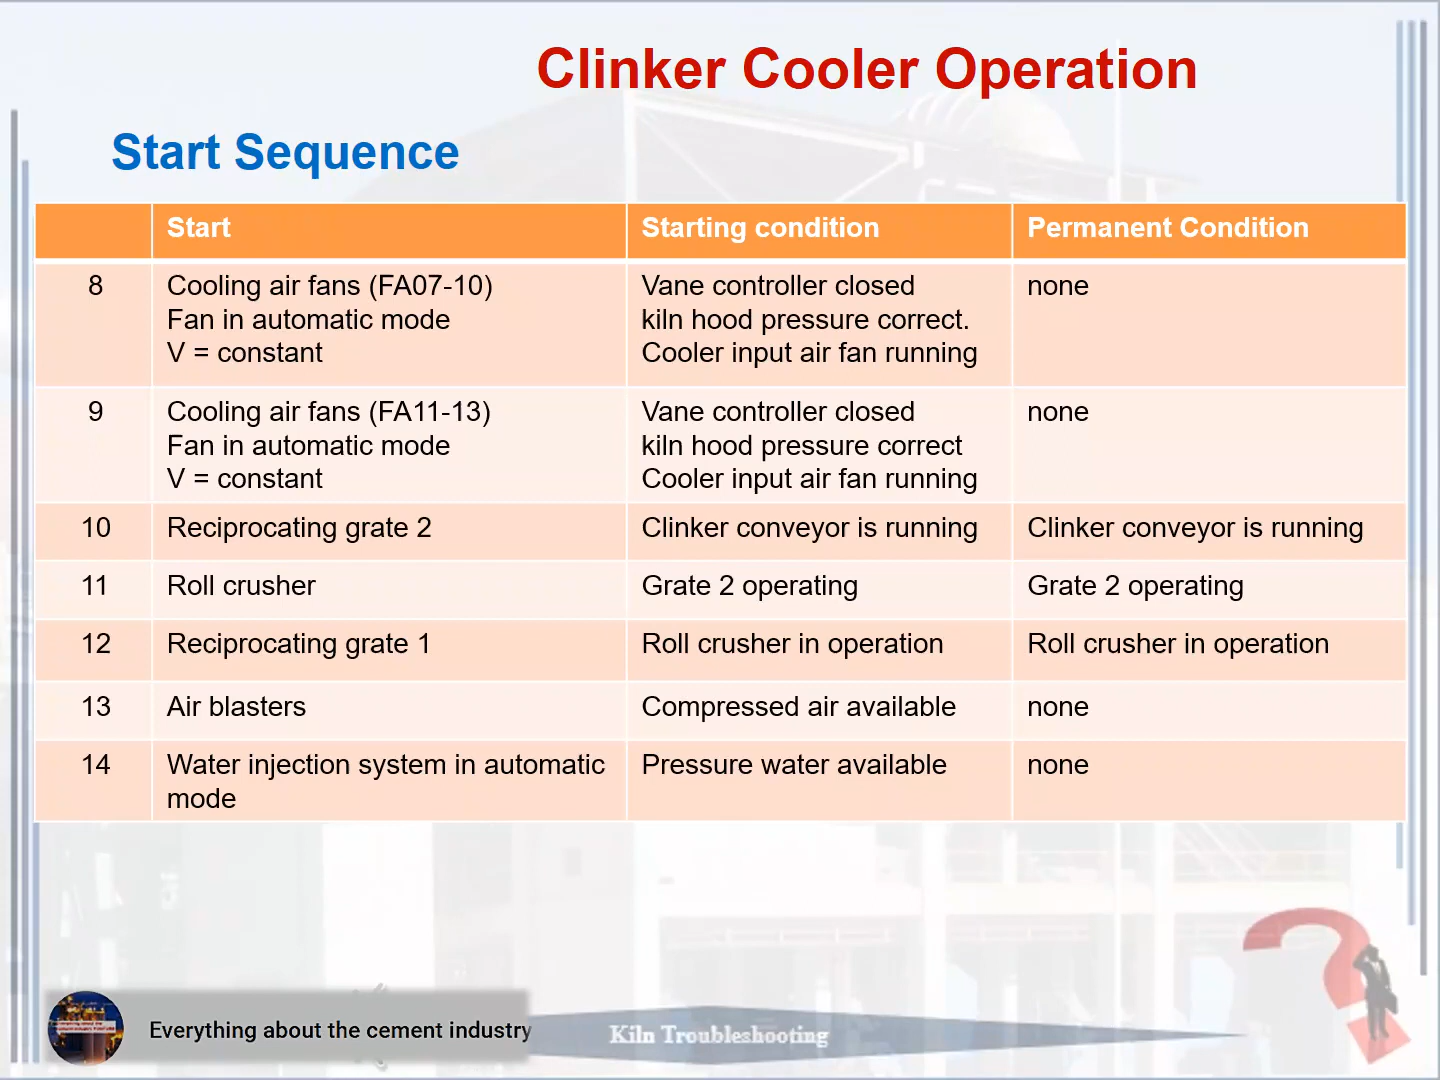 Clinker Cooler Operation
Start Sequence
Start Starting condition Permanent Condition
8 Cooling air fans (FA07-10) Vane controller closed none
Fan in automatic mode kiln hood pressure correct.
V = constant Cooler input air fan running
9 Cooling air fans (FA11-13) Vane controller closed none
Fan in automatic mode kiln hood pressure correct
V = constant Cooler input air fan running
10 Reciprocating grate 2 Clinker conveyor is running Clinker conveyor is running
11 Roll crusher Grate 2 operating Grate 2 operating
12 Reciprocating grate 1 Roll crusher in operation Roll crusher in operation
13 Air blasters Compressed air available none
14 Water injection system in automatic Pressure water available none
mode
Everything about the cement industry
Kiln Troubleshooting